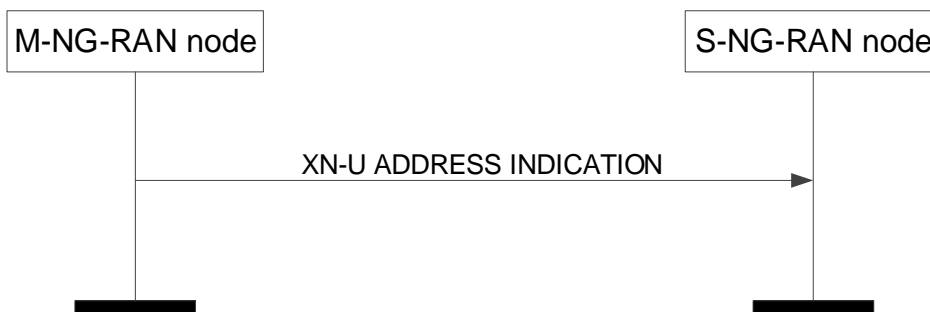 M-NG-RAN node
S-NG-RAN node
XN-U ADDRESS INDICATION